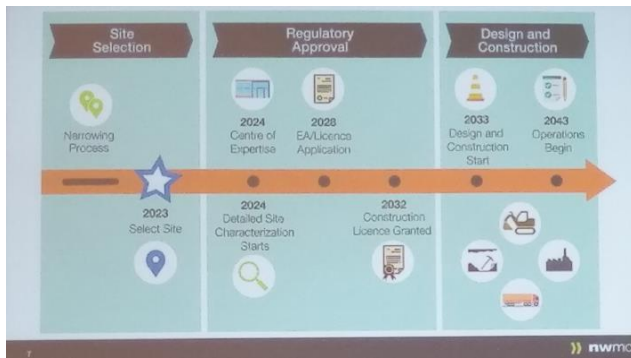 Site
Selection
Regulatory
Approval
Design and
Construction
Narrowing
Process
2023
Select Site
2024
Centre of
Expertise
2028
EA/Licence
Application
2024
Detailed Site
Characterization
Starts
2032
Construction
Licence Granted
2033
Design and
Construction
Start
2043
Operations
Begin
7
nwmo